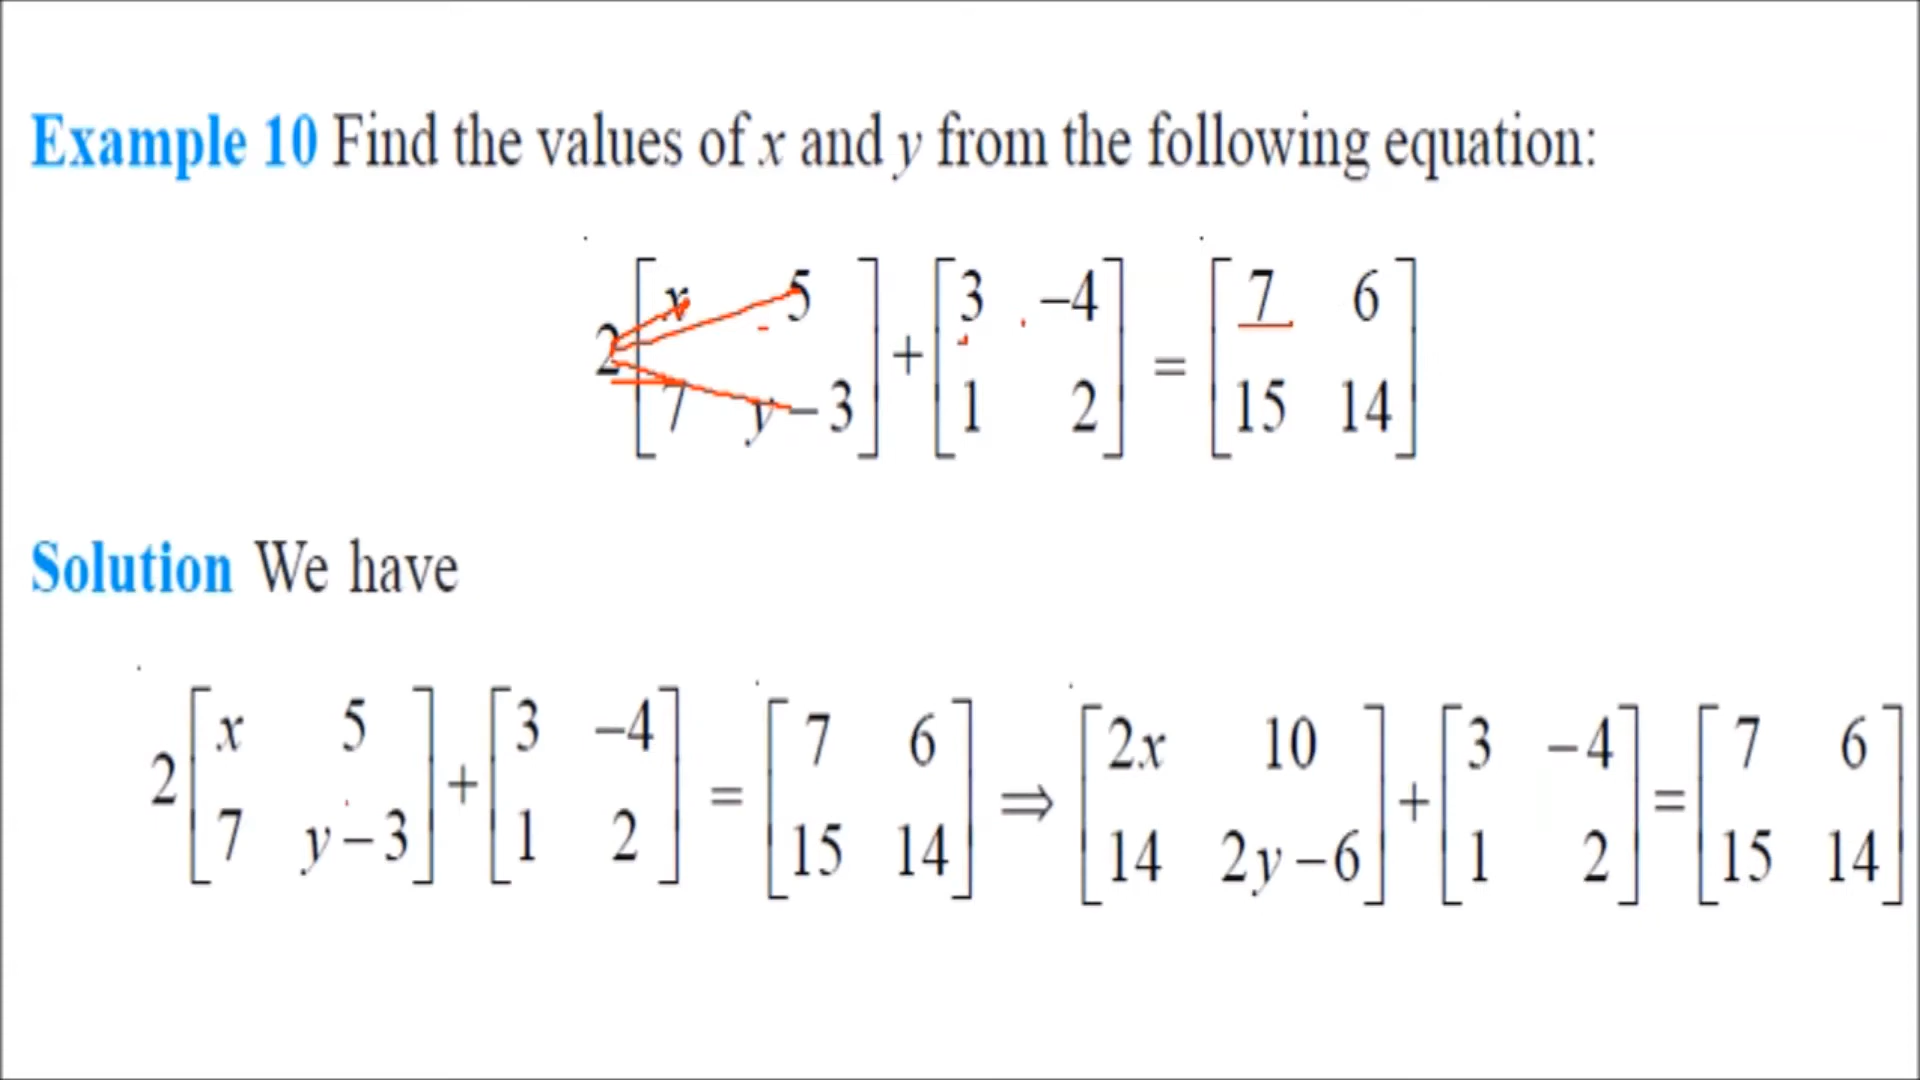 Example 10 Find the values of x and y from the following equation:
2[x 5
7 y – 3] + [3 –4
1 2] = [7 6
15 14]
Solution We have
2[x 5
7 y – 3] + [3 –4
1 2] = [7 6
15 14] ⇒ [2x 10
14 2y – 6] + [3 –4
1 2] = [7 6
15 14]